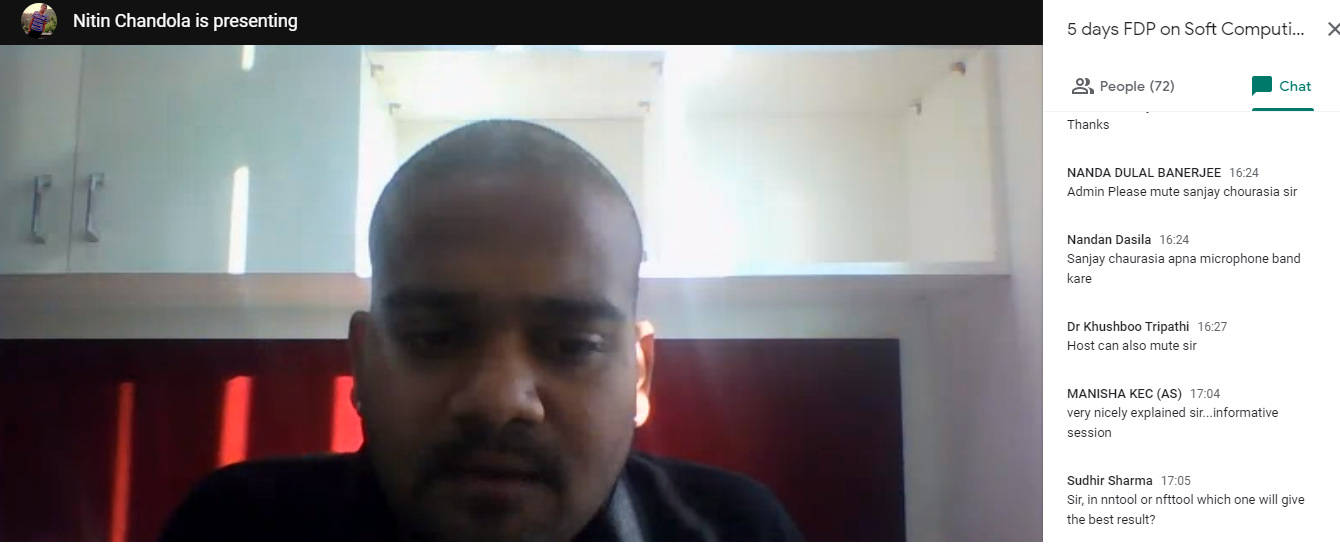 Nitin Chandola is presenting
5 days FDP on Soft Computi...
People (72)
Chat
Thanks
NANDA DULAL BANERJEE 16:24
Admin Please mute sanjay chourasia sir
Nandan Dasila 16:24
Sanjay chaurasia apna microphone band
kare
Dr Khushboo Tripathi 16:27
Host can also mute sir
MANISHA KEC (AS) 17:04
very nicely explained sir...informative
session
Sudhir Sharma 17:05
Sir, in nntool or nfttool which one will give
the best result?